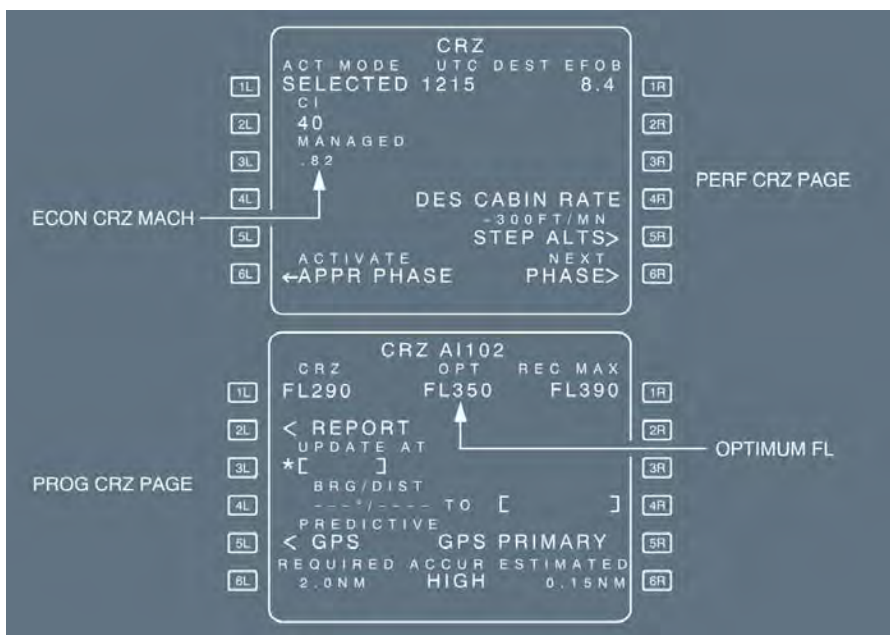 CRZ
ACT MODE UTC DEST EFOB
1L SELECTED 1215 8.4 1R
CI
2L 40 2R
MANAGED
3L .82 3R
PERF CRZ PAGE
4L DES CABIN RATE 4R
ECON CRZ MACH
-300FT/MN
5L STEP ALTS> 5R
ACTIVATE NEXT
6L ←APPR PHASE PHASE> 6R
CRZ AI102
CRZ OPT REC MAX
1L FL290 FL350 FL390 1R
2L < REPORT 2R
UPDATE AT
OPTIMUM FL
3L *[ ] 3R
PROG CRZ PAGE
BRG/DIST
4L ---°/---- TO [ ] 4R
PREDICTIVE
5L < GPS GPS PRIMARY 5R
REQUIRED ACCUR ESTIMATED
6L 2.0NM HIGH 0.15NM 6R